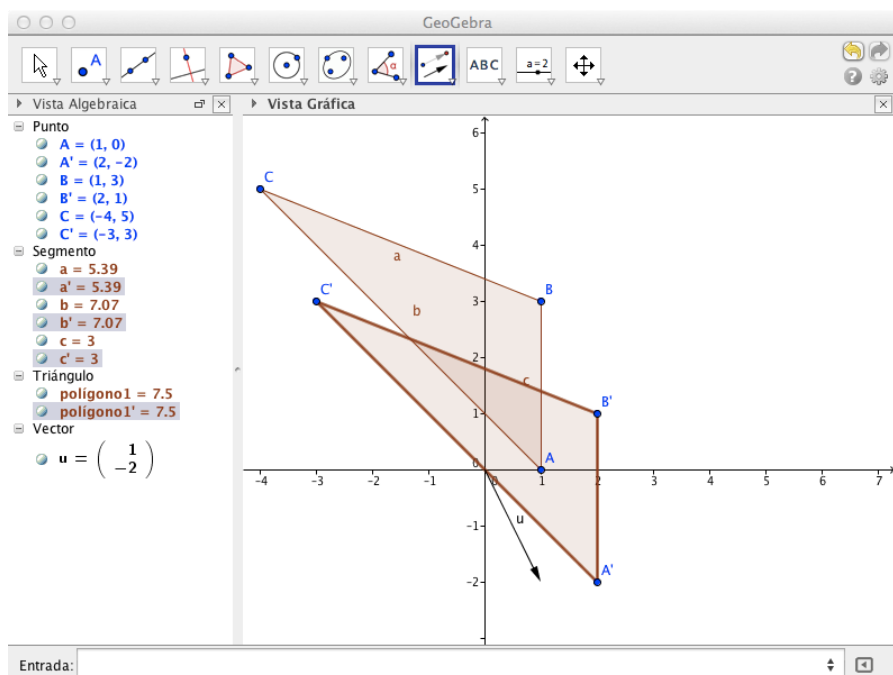 GeoGebra
A
α
ABC
a=2
?
Vista Algebraica
Vista Gráfica
Punto
A = (1, 0)
A' = (2, -2)
B = (1, 3)
B' = (2, 1)
C = (-4, 5)
C' = (-3, 3)
Segmento
a = 5.39
a' = 5.39
b = 7.07
b' = 7.07
c = 3
c' = 3
Triángulo
polígono1 = 7.5
polígono1' = 7.5
Vector
u = ( 1
-2 )
6
C
5
4
a
B
C'
3
b
2
c
B'
1
A
0
-4 -3 -2 -1 0 1 2 3 4 5 6 7
u
-1
A'
-2
Entrada: